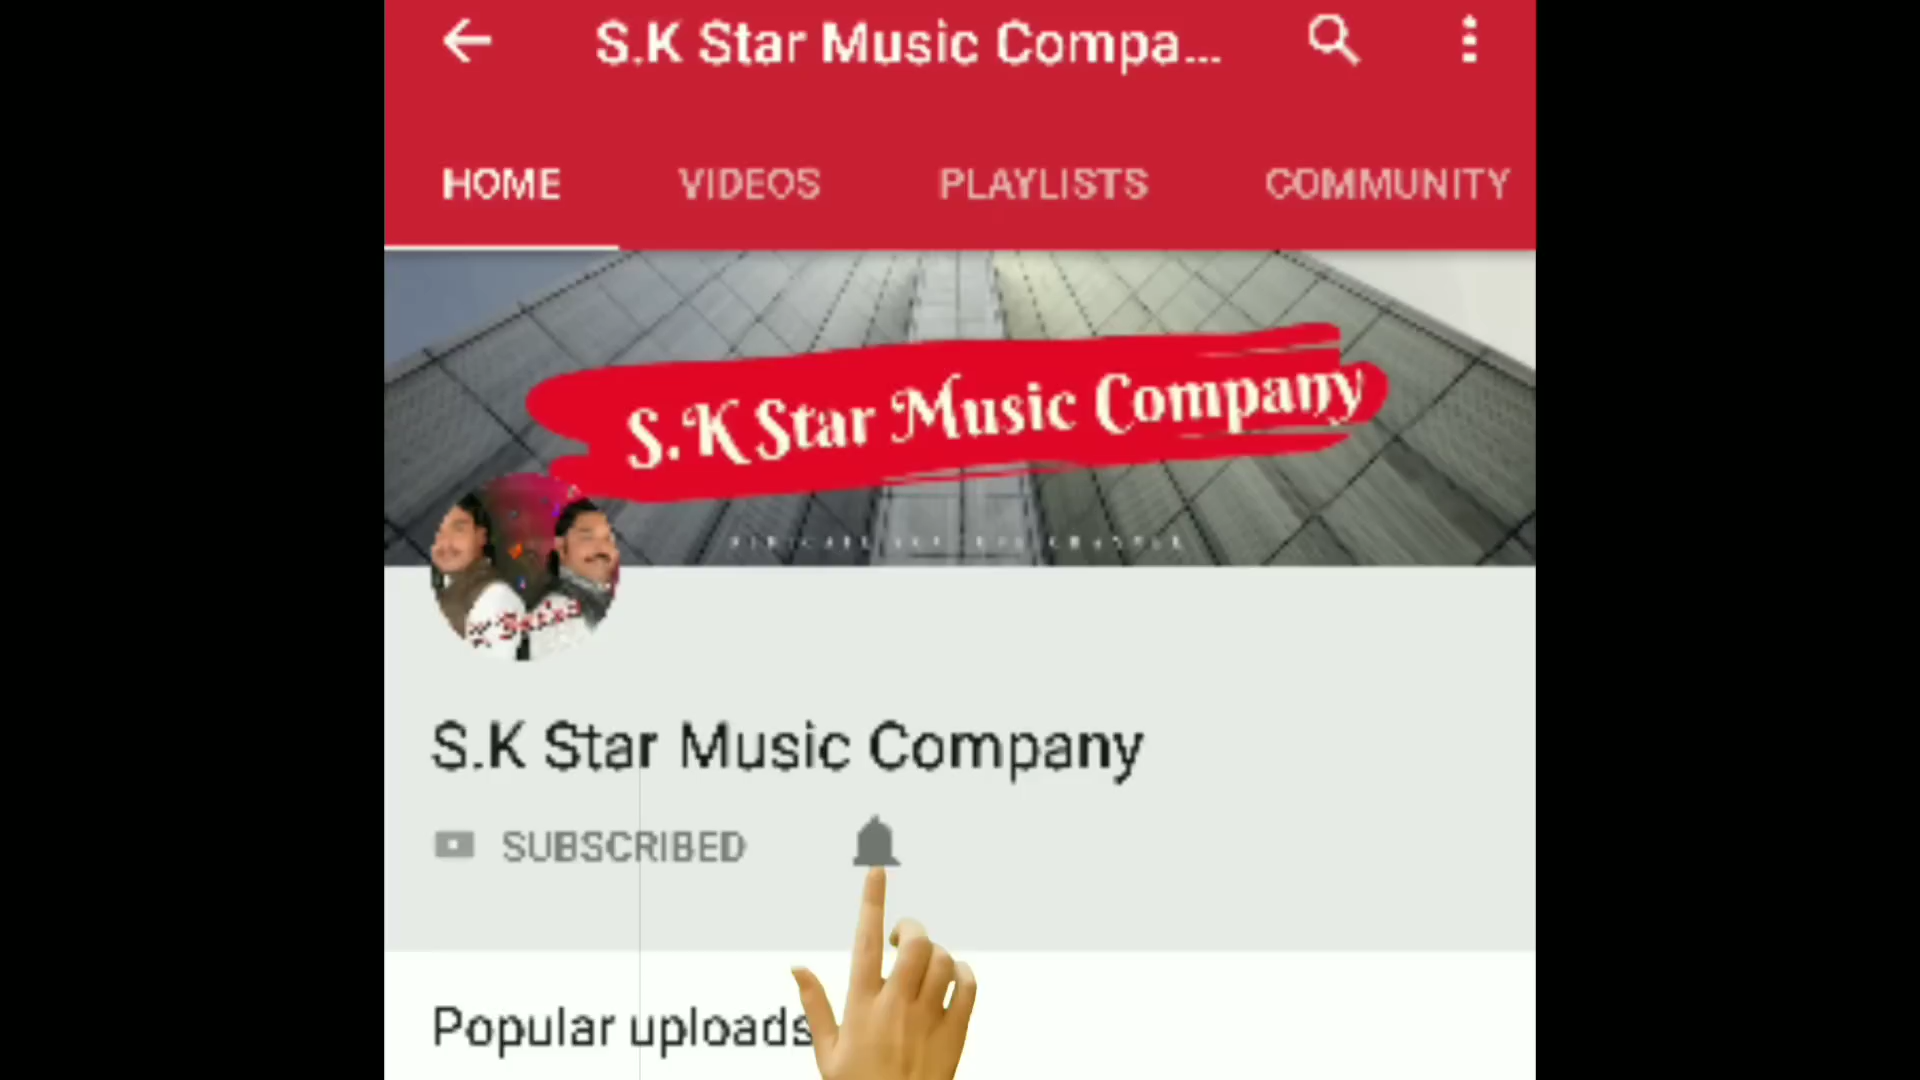 S.K Star Music Compa...
HOME VIDEOS PLAYLISTS COMMUNITY
S.K Star Music Company
S.K Star Music Company
SUBSCRIBED
Popular uploads